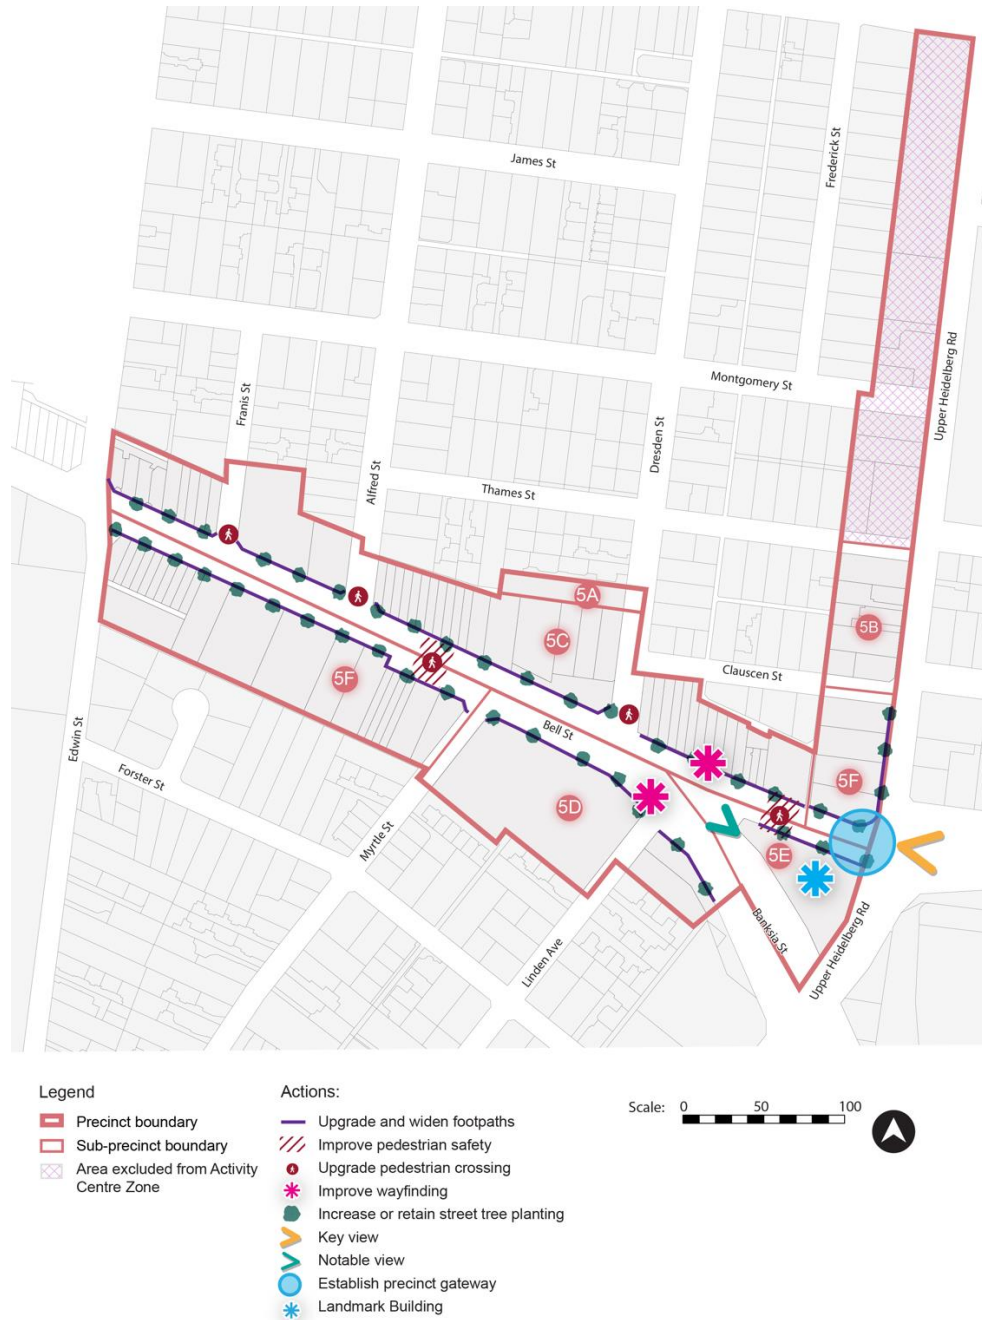 James St
Frederick St
Upper Heidelberg Rd
Montgomery St
Franis St
Alfred St
Dresden St
Thames St
5A
5B
5C
Clauscen St
5F
Bell St
Edwin St
Forster St
Myrtle St
5D
5F
5E
Linden Ave
Banksia St
Upper Heidelberg Rd
Legend
Precinct boundary
Sub-precinct boundary
Area excluded from Activity
Centre Zone
Actions:
Upgrade and widen footpaths
Improve pedestrian safety
Upgrade pedestrian crossing
Improve wayfinding
Increase or retain street tree planting
Key view
Notable view
Establish precinct gateway
Landmark Building
Scale: 0 50 100